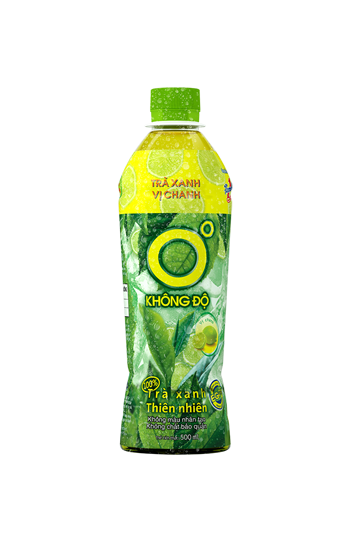 TRÀ XANH
VỊ CHANH
0°
KHÔNG ĐỘ
100%
Trà xanh
Thiên nhiên
Không màu nhân tạo
Không chất bảo quản
500 ml